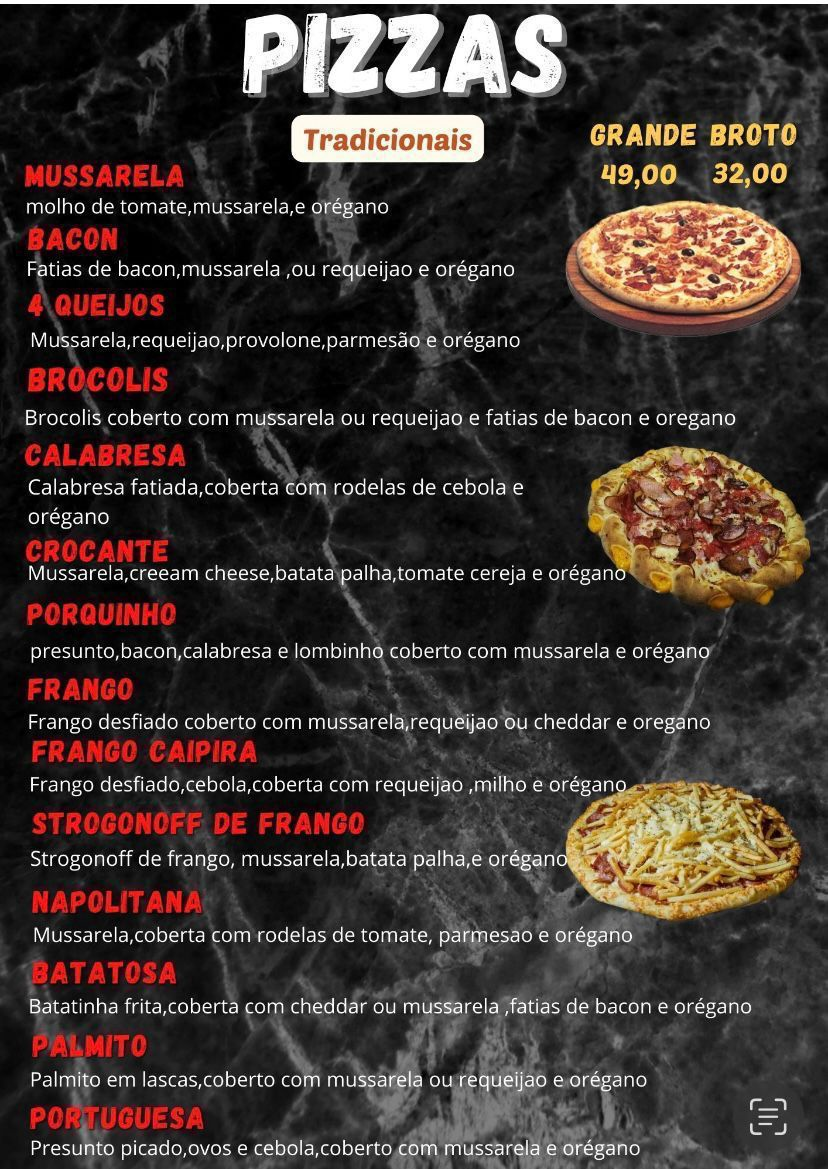 PIZZAS
Tradicionais
GRANDE BROTO
49,00 32,00
MUSSARELA
molho de tomate,mussarela,e orégano
BACON
Fatias de bacon,mussarela ,ou requeijao e orégano
4 QUEIJOS
Mussarela,requeijao,provolone,parmesão e orégano
BROCOLIS
Brocolis coberto com mussarela ou requeijao e fatias de bacon e oregano
CALABRESA
Calabresa fatiada,coberta com rodelas de cebola e
orégano
CROCANTE
Mussarela,creeam cheese,batata palha,tomate cereja e orégano
PORQUINHO
presunto,bacon,calabresa e lombinho coberto com mussarela e orégano
FRANGO
Frango desfiado coberto com mussarela,requeijao ou cheddar e oregano
FRANGO CAIPIRA
Frango desfiado,cebola,coberta com requeijao ,milho e orégano
STROGONOFF DE FRANGO
Strogonoff de frango, mussarela,batata palha,e orégano
NAPOLITANA
Mussarela,coberta com rodelas de tomate, parmesao e orégano
BATATOSA
Batatinha frita,coberta com cheddar ou mussarela ,fatias de bacon e orégano
PALMITO
Palmito em lascas,coberto com mussarela ou requeijao e orégano
PORTUGUESA
Presunto picado,ovos e cebola,coberto com mussarela e orégano